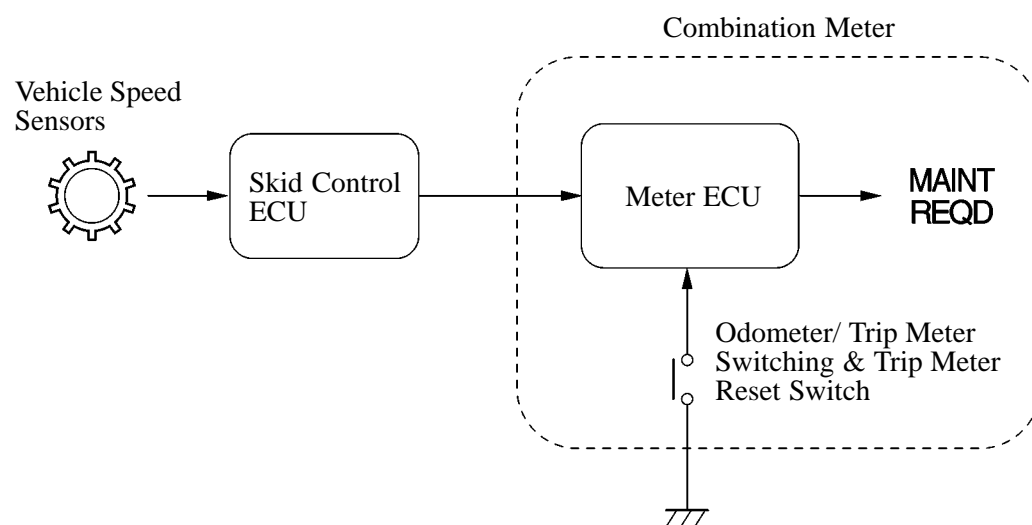 Combination Meter
Vehicle Speed
Sensors
Skid Control
ECU
Meter ECU
MAINT
REQD
Odometer/ Trip Meter
Switching & Trip Meter
Reset Switch